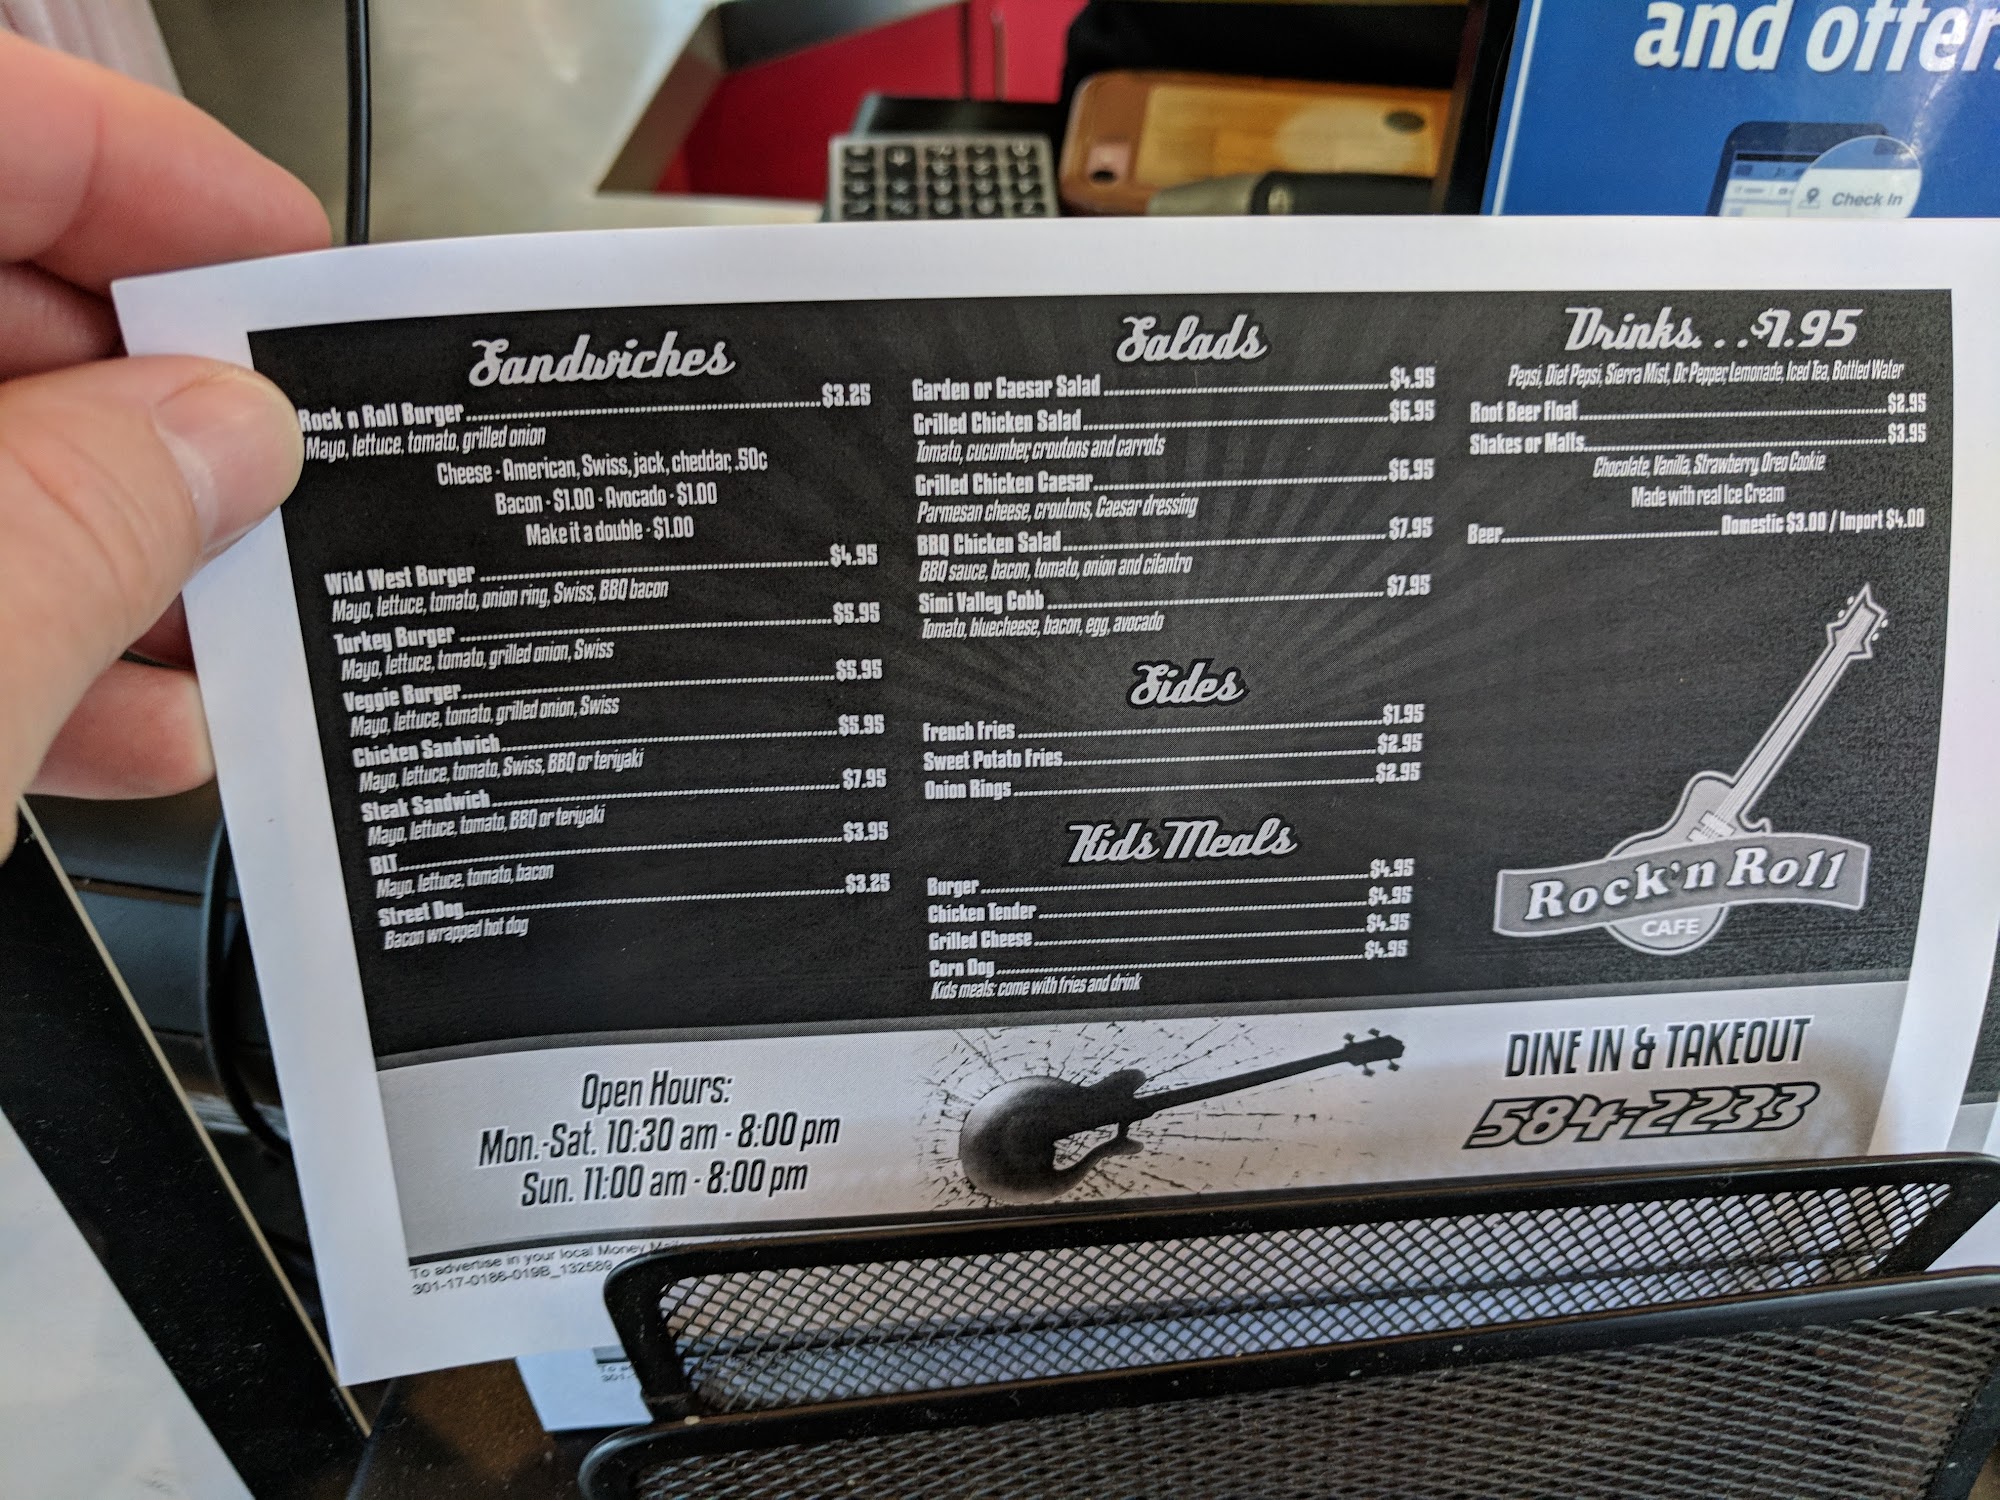 and offer
Check In
Sandwiches
Rock n Roll Burger $3.25
Mayo, lettuce, tomato, grilled onion
Cheese - American, Swiss, jack, cheddar, .50c
Bacon - $1.00 - Avocado - $1.00
Make it a double - $1.00
Wild West Burger $4.95
Mayo, lettuce, tomato, onion ring, Swiss, BBQ bacon
Turkey Burger $5.95
Mayo, lettuce, tomato, grilled onion, Swiss
Veggie Burger $5.95
Mayo, lettuce, tomato, grilled onion, Swiss
Chicken Sandwich $5.95
Mayo, lettuce, tomato, Swiss, BBQ or teriyaki
Steak Sandwich $7.95
Mayo, lettuce, tomato, BBQ or teriyaki
BLT $3.95
Mayo, lettuce, tomato, bacon
Street Dog $3.25
Bacon wrapped hot dog
Salads
Garden or Caesar Salad $4.95
Grilled Chicken Salad $6.95
Tomato, cucumber, croutons and carrots
Grilled Chicken Caesar $6.95
Parmesan cheese, croutons, Caesar dressing
BBQ Chicken Salad $7.95
BBQ sauce, bacon, tomato, onion and cilantro
Simi Valley Cobb $7.95
Tomato, bluecheese, bacon, egg, avocado
Sides
French Fries $1.95
Sweet Potato Fries $2.95
Onion Rings $2.95
Kids Meals
Burger $4.95
Chicken Tender $4.95
Grilled Cheese $4.95
Corn Dog $4.95
Kids meals: come with fries and drink
Drinks...$1.95
Pepsi, Diet Pepsi, Sierra Mist, Dr Pepper, Lemonade, Iced Tea, Bottled Water
Root Beer Float $2.95
Shakes or Malts $3.95
Chocolate, Vanilla, Strawberry, Oreo Cookie
Made with real Ice Cream
Beer Domestic $3.00 / Import $4.00
Rock'n Roll
CAFE
Open Hours:
Mon.-Sat. 10:30 am - 8:00 pm
Sun. 11:00 am - 8:00 pm
DINE IN & TAKEOUT
584-2233
To advertise in your local Money
301-17-0186-019B_132589